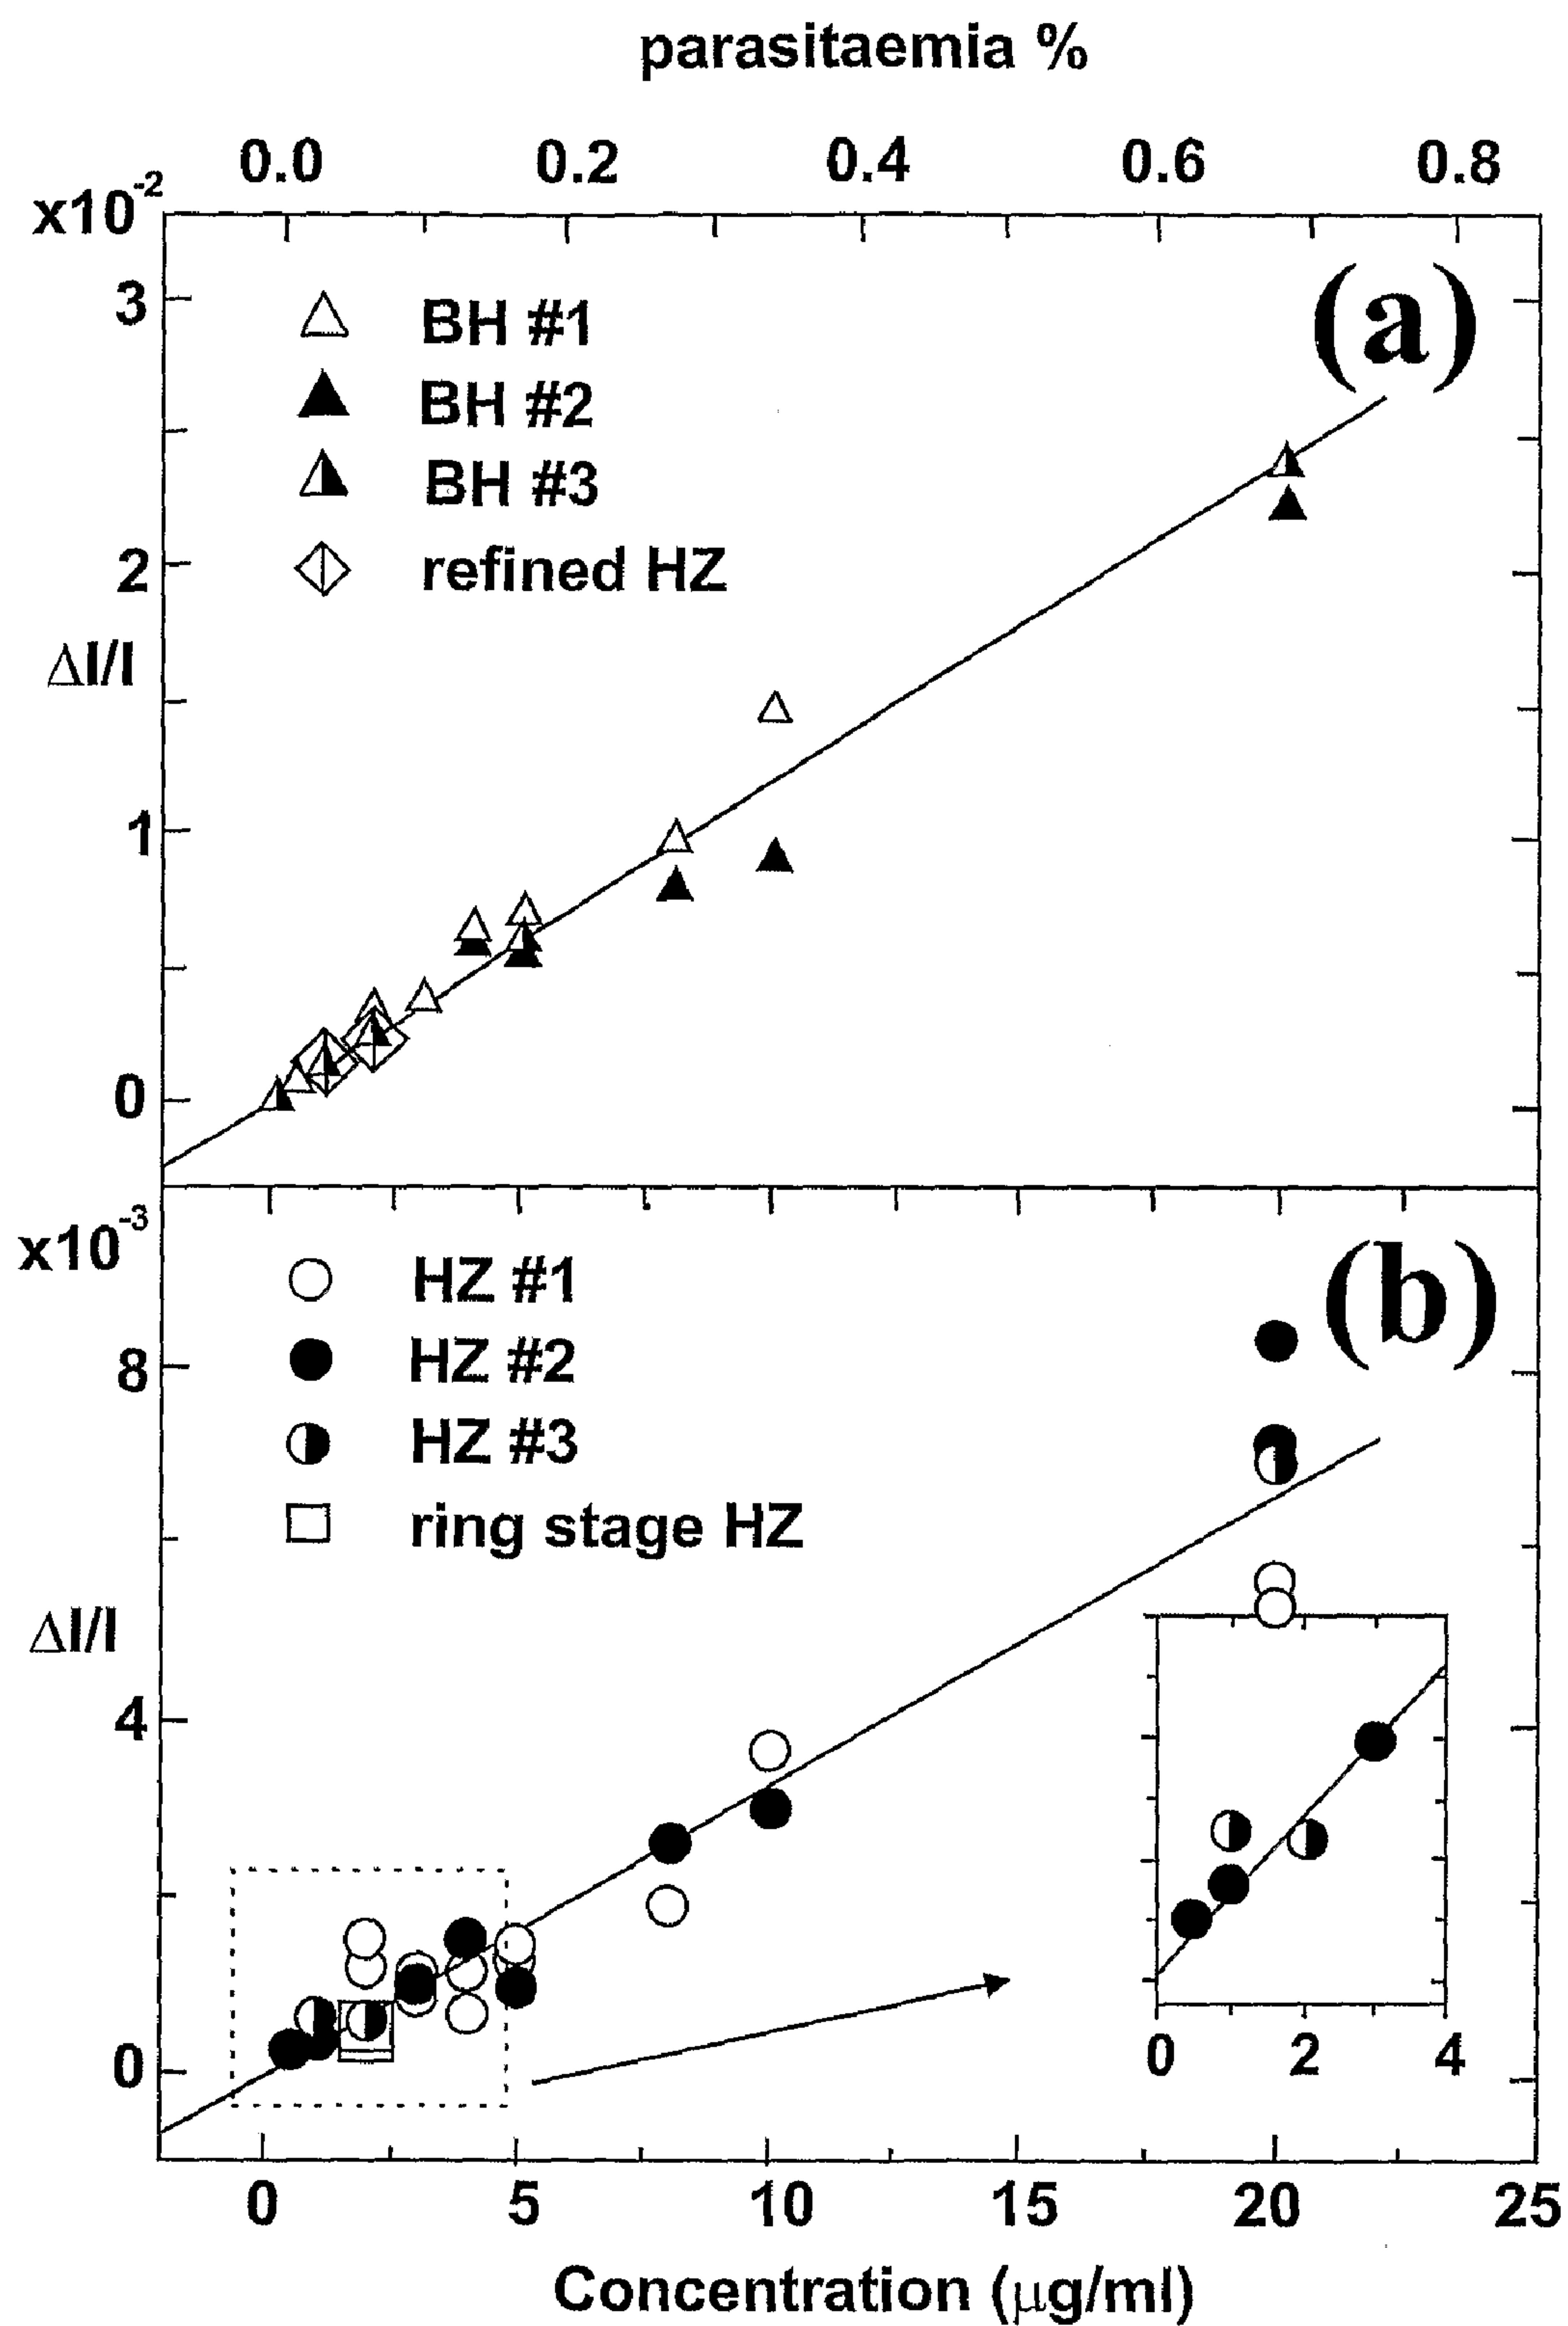 parasitaemia %
0.0 0.2 0.4 0.6 0.8
x10-2
(a)
3
BH #1
BH #2
BH #3
2
refined HZ
ΔI/I
1
0
x10-3
(b)
HZ #1
8
HZ #2
HZ #3
ring stage HZ
ΔI/I
4
0
0 2 4
0 5 10 15 20 25
Concentration (μg/ml)